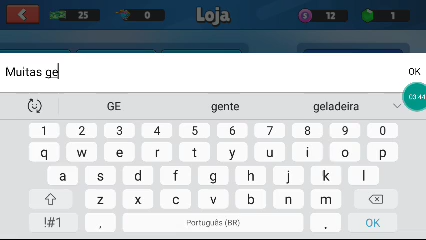 25 0 Loja 12 1
Muitas ge OK
03:44
GE gente geladeira
1 2 3 4 5 6 7 8 9 0
q w e r t y u i o p
a s d f g h j k l
z x c v b n m
!#1 , Português (BR) . OK